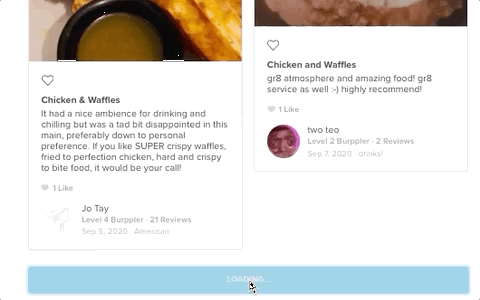 Chicken & Waffles
It had a nice ambience for drinking and
chilling but was a tad bit disappointed in this
main, preferably down to personal
preference. If you like SUPER crispy waffles,
fried to perfection chicken, hard and crispy
to bite food, it would be your call!
1 Like
Jo Tay
Level 4 Burppler · 21 Reviews
Sep 5, 2020 · American
Chicken and Waffles
gr8 atmosphere and amazing food! gr8
service as well :-) highly recommend!
1 Like
two teo
Level 2 Burppler · 2 Reviews
Sep 7, 2020 · drinks!
LOADING...